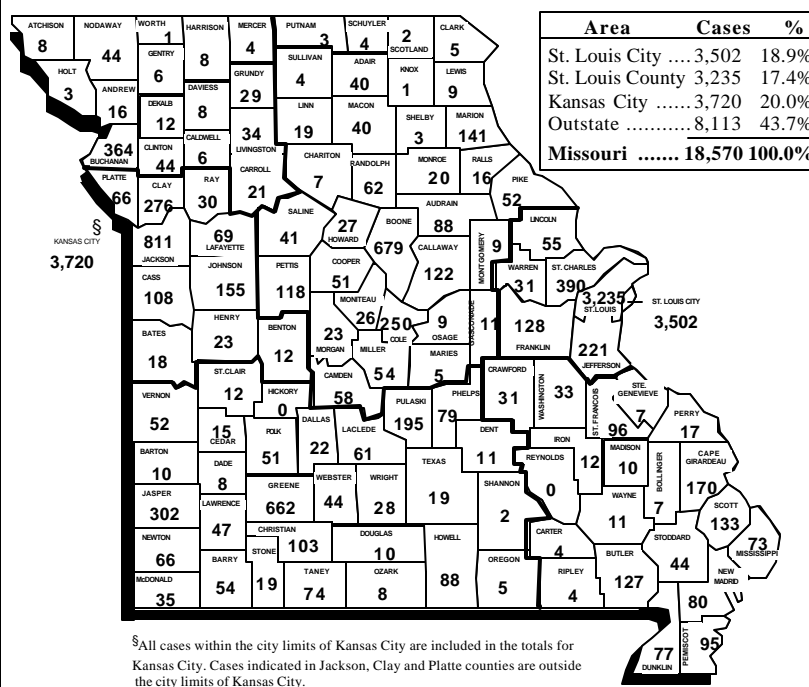 Area Cases %
St. Louis City .... 3,502 18.9%
St. Louis County 3,235 17.4%
Kansas City ...... 3,720 20.0%
Outstate ........... 8,113 43.7%
Missouri ....... 18,570 100.0%
ATCHISON
8
NODAWAY
44
WORTH
1
HARRISON
8
MERCER
4
PUTNAM
3
SCHUYLER
4
2
SCOTLAND
CLARK
5
HOLT
3
GENTRY
6
ANDREW
16
DEKALB
12
DAVIESS
8
GRUNDY
29
SULLIVAN
4
ADAIR
40
KNOX
1
LEWIS
9
LINN
19
MACON
40
SHELBY
3
MARION
141
364
BUCHANAN
CLINTON
44
CALDWELL
6
34
LIVINGSTON
CHARITON
7
RANDOLPH
62
MONROE
20
RALLS
16
PLATTE
66
CLAY
276
RAY
30
CARROLL
21
PIKE
52
§
KANSAS CITY
3,720
811
JACKSON
69
LAFAYETTE
SALINE
41
27
HOWARD
BOONE
679
AUDRAIN
88
CALLAWAY
122
MONTGOMERY
9
LINCOLN
55
WARREN
31
ST. CHARLES
390
3,235
ST.LOUIS
ST. LOUIS CITY
3,502
CASS
108
JOHNSON
155
PETTIS
118
COOPER
51
MONITEAU
26
250
COLE
9
OSAGE
GASCONADE
11
128
FRANKLIN
221
JEFFERSON
BATES
18
HENRY
23
BENTON
12
23
MORGAN
MILLER
54
MARIES
5
CAMDEN
58
VERNON
52
ST.CLAIR
12
HICKORY
0
PULASKI
195
PHELPS
79
CRAWFORD
31
WASHINGTON
33
ST. FRANCOIS
96
STE.
GENEVIEVE
7
PERRY
17
15
CEDAR
POLK
51
DALLAS
22
LACLEDE
61
DENT
11
IRON
12
MADISON
10
BOLLINGER
7
CAPE
GIRARDEAU
170
BARTON
10
DADE
8
GREENE
662
WEBSTER
44
WRIGHT
28
TEXAS
19
SHANNON
2
REYNOLDS
0
WAYNE
11
SCOTT
133
JASPER
302
LAWRENCE
47
CHRISTIAN
103
DOUGLAS
10
HOWELL
88
CARTER
4
BUTLER
127
STODDARD
44
73
MISSISSIPPI
NEWTON
66
BARRY
54
STONE
19
TANEY
74
OZARK
8
OREGON
5
RIPLEY
4
NEW
MADRID
80
McDONALD
35
77
DUNKLIN
PEMISCOT
95
§All cases within the city limits of Kansas City are included in the totals for
Kansas City. Cases indicated in Jackson, Clay and Platte counties are outside
the city limits of Kansas City.